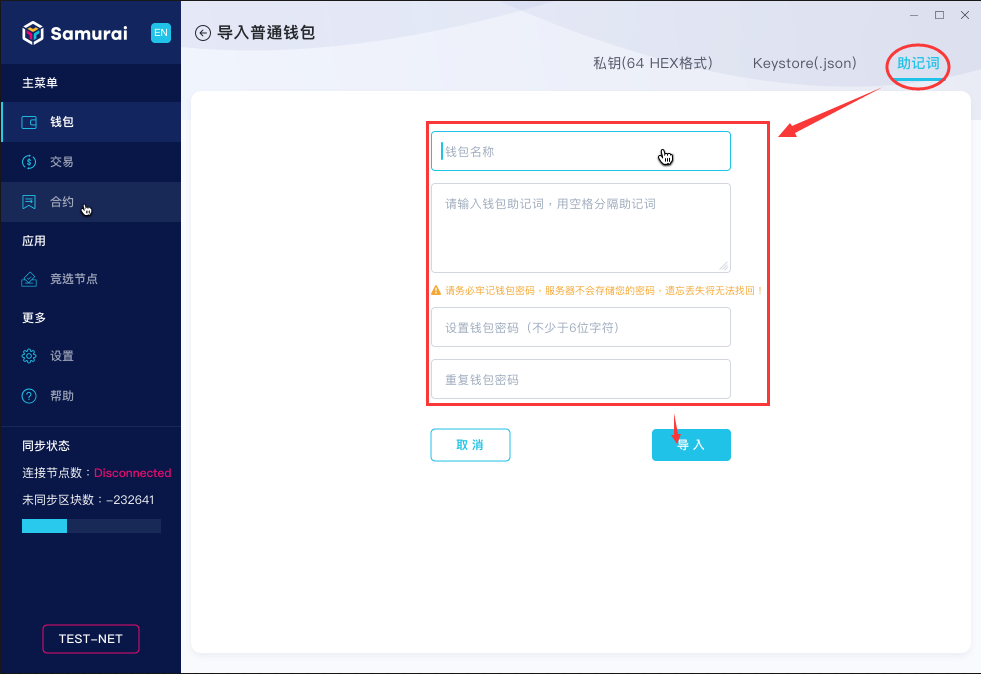 Samurai
EN
主菜单
钱包
交易
合约
应用
竞选节点
更多
设置
帮助
同步状态
连接节点数：Disconnected
未同步区块数：-232641
TEST-NET
导入普通钱包
私钥(64 HEX格式)
Keystore(.json)
助记词
钱包名称
请输入钱包助记词，用空格分隔助记词
请务必牢记钱包密码，服务器不会存储您的密码，遗忘丢失将无法找回！
设置钱包密码（不少于6位字符）
重复钱包密码
取 消
导 入